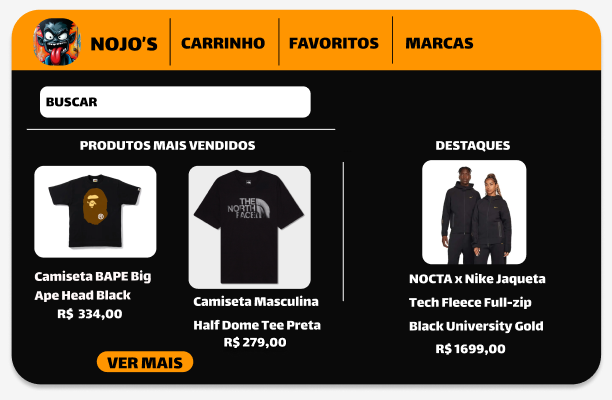 NOJO'S
CARRINHO
FAVORITOS
MARCAS
BUSCAR
PRODUTOS MAIS VENDIDOS
THE
NORTH
FACE
Camiseta BAPE Big
Ape Head Black
R$ 334,00
Camiseta Masculina
Half Dome Tee Preta
R$ 279,00
VER MAIS
DESTAQUES
NOCTA x Nike Jaqueta
Tech Fleece Full-zip
Black University Gold
R$ 1699,00